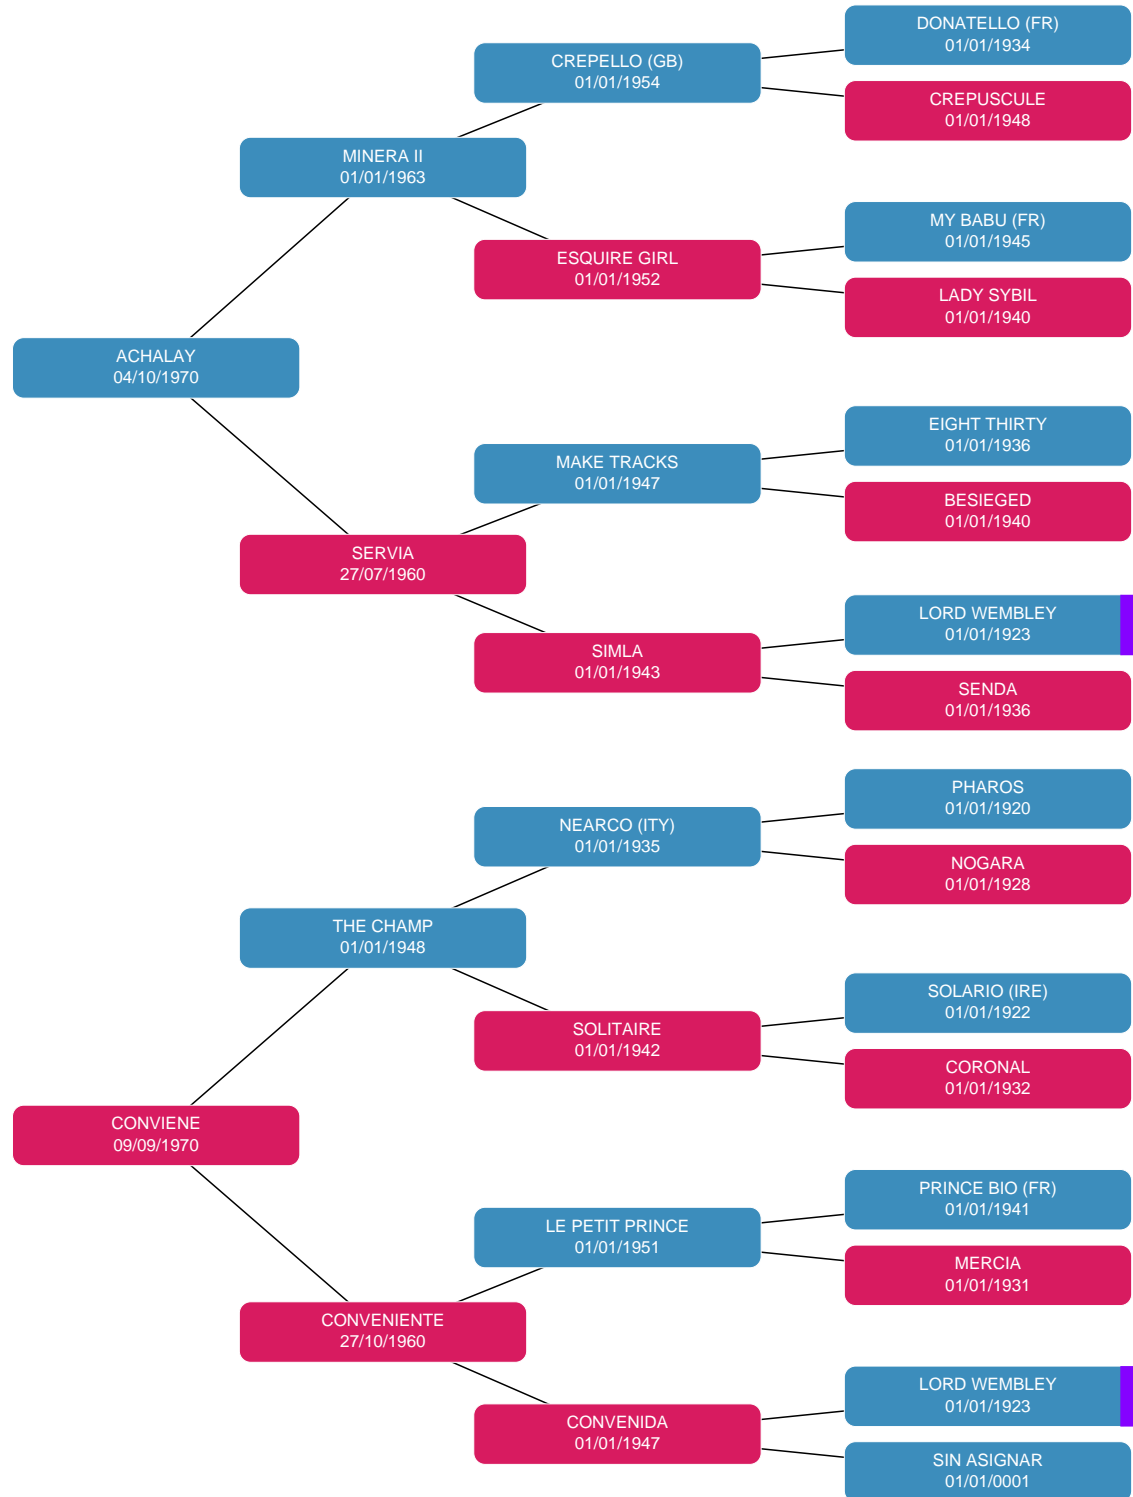 DONATELLO (FR)
01/01/1934
CREPELLO (GB)
01/01/1954
CREPUSCULE
01/01/1948
MINERA II
01/01/1963
MY BABU (FR)
01/01/1945
ESQUIRE GIRL
01/01/1952
LADY SYBIL
01/01/1940
ACHALAY
04/10/1970
EIGHT THIRTY
01/01/1936
MAKE TRACKS
01/01/1947
BESIEGED
01/01/1940
SERVIA
27/07/1960
LORD WEMBLEY
01/01/1923
SIMLA
01/01/1943
SENDA
01/01/1936
PHAROS
01/01/1920
NEARCO (ITY)
01/01/1935
NOGARA
01/01/1928
THE CHAMP
01/01/1948
SOLARIO (IRE)
01/01/1922
SOLITAIRE
01/01/1942
CORONAL
01/01/1932
CONVIENE
09/09/1970
PRINCE BIO (FR)
01/01/1941
LE PETIT PRINCE
01/01/1951
MERCIA
01/01/1931
CONVENIENTE
27/10/1960
LORD WEMBLEY
01/01/1923
CONVENIDA
01/01/1947
SIN ASIGNAR
01/01/0001